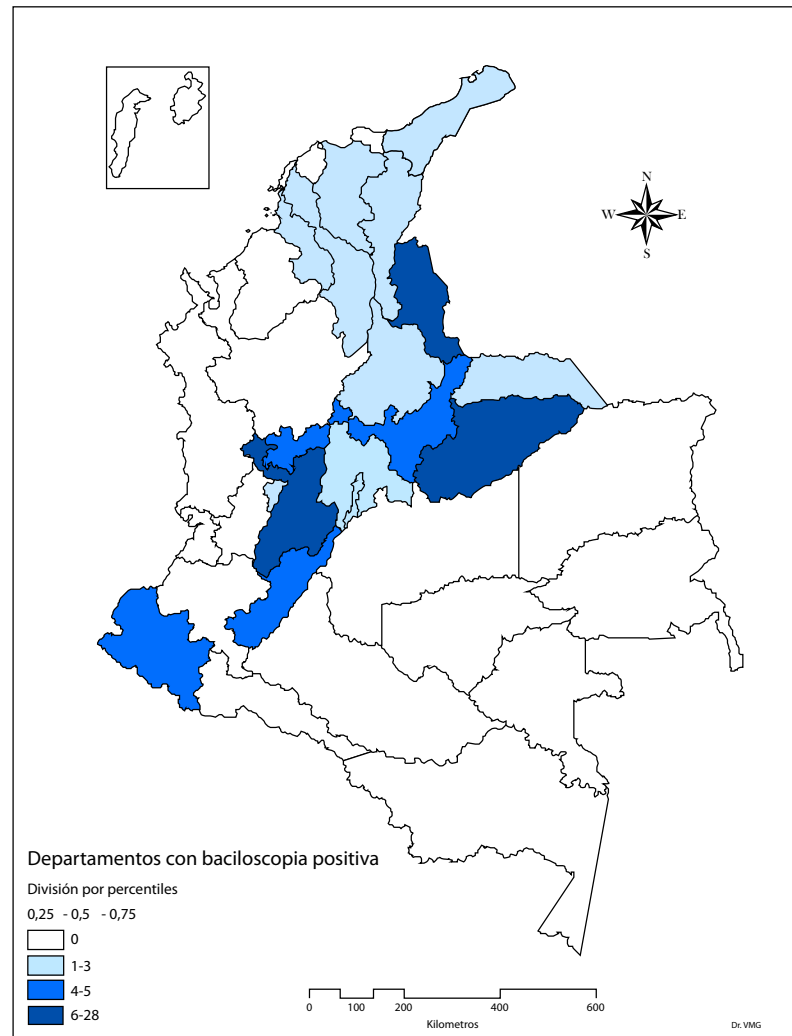 N
W E
S
Departamentos con baciloscopia positiva
División por percentiles
0,25 - 0,5 - 0,75
0
1-3
4-5
6-28
0 100 200 400 600
Kilometros
Dr. VMG